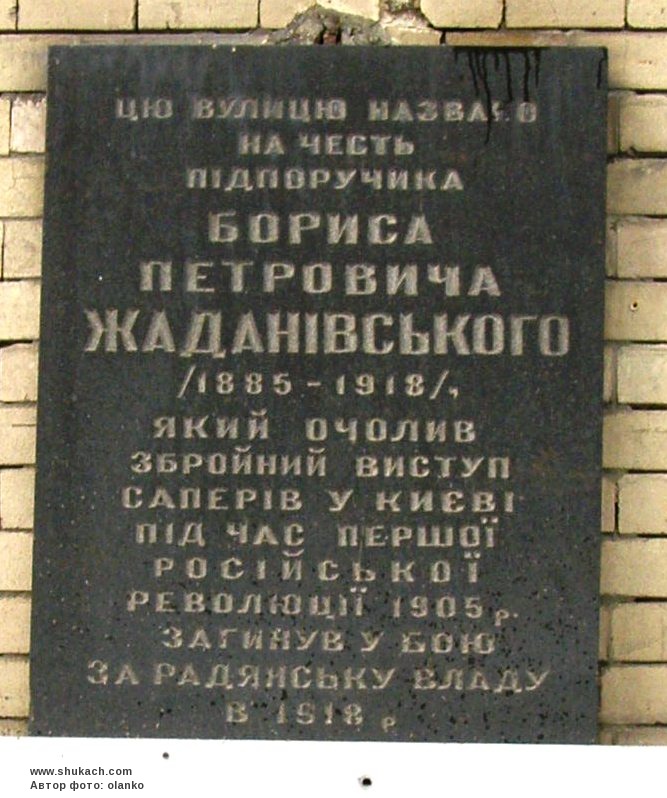 ЦЮ ВУЛИЦЮ НАЗВАНО
НА ЧЕСТЬ
ПІДПОРУЧИКА
БОРИСА
ПЕТРОВИЧА
ЖАДАНІВСЬКОГО
/1885-1918/,
ЯКИЙ ОЧОЛИВ
ЗБРОЙНИЙ ВИСТУП
САПЕРІВ У КИЄВІ
ПІД ЧАС ПЕРШОЇ
РОСІЙСЬКОЇ
РЕВОЛЮЦІЇ 1905 р.
ЗАГИНУВ У БОЮ
ЗА РАДЯНСЬКУ ВЛАДУ
В 1918 р
www.shukach.com
Автор фото: olanko